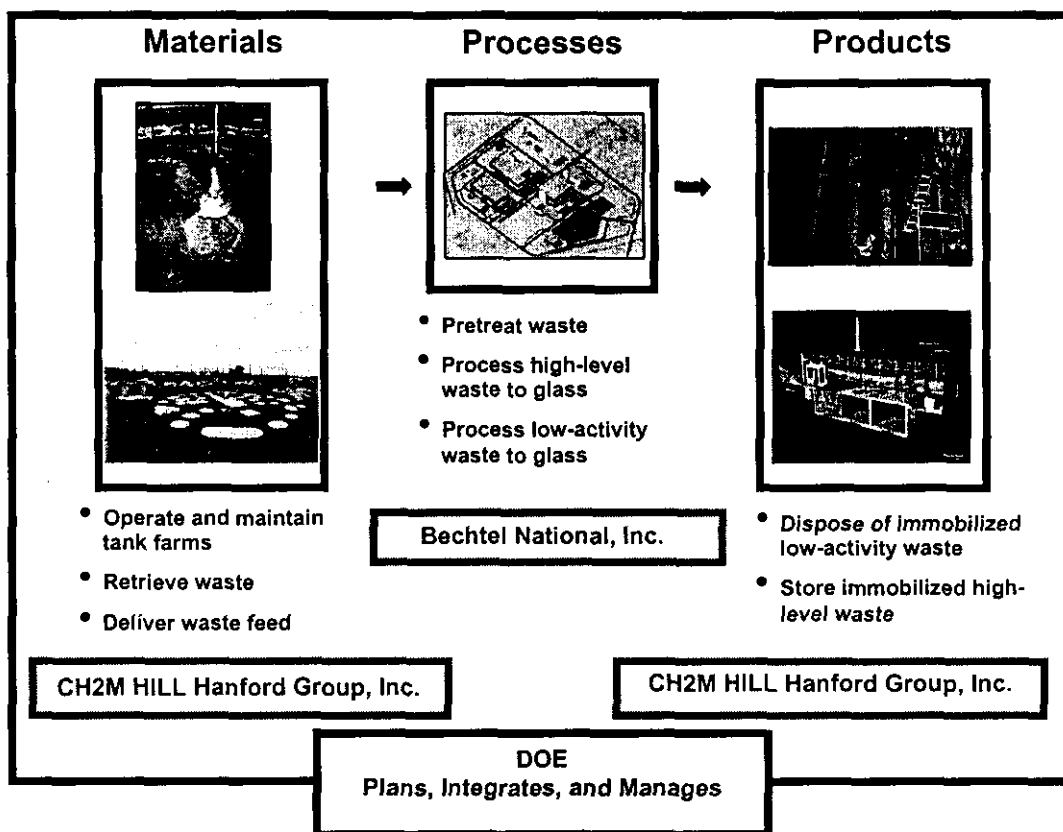 Materials
Processes
Products
• Operate and maintain
tank farms
• Retrieve waste
• Deliver waste feed
CH2M HILL Hanford Group, Inc.
• Pretreat waste
• Process high-level
waste to glass
• Process low-activity
waste to glass
Bechtel National, Inc.
• Dispose of immobilized
low-activity waste
• Store immobilized high-
level waste
CH2M HILL Hanford Group, Inc.
DOE
Plans, Integrates, and Manages